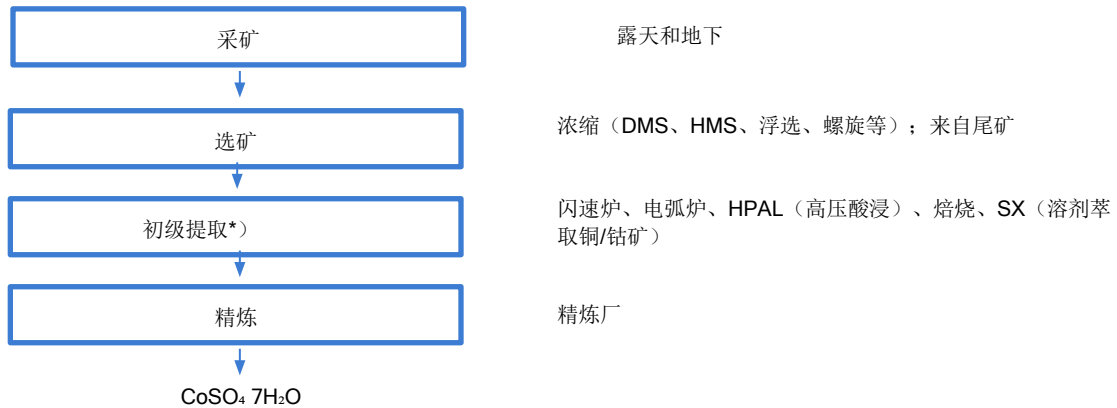 采矿
露天和地下
选矿
浓缩（DMS、HMS、浮选、螺旋等）；来自尾矿
初级提取*）
闪速炉、电弧炉、HPAL（高压酸浸）、焙烧、SX（溶剂萃
取铜/钴矿）
精炼
精炼厂
CoSO₄ 7H₂O